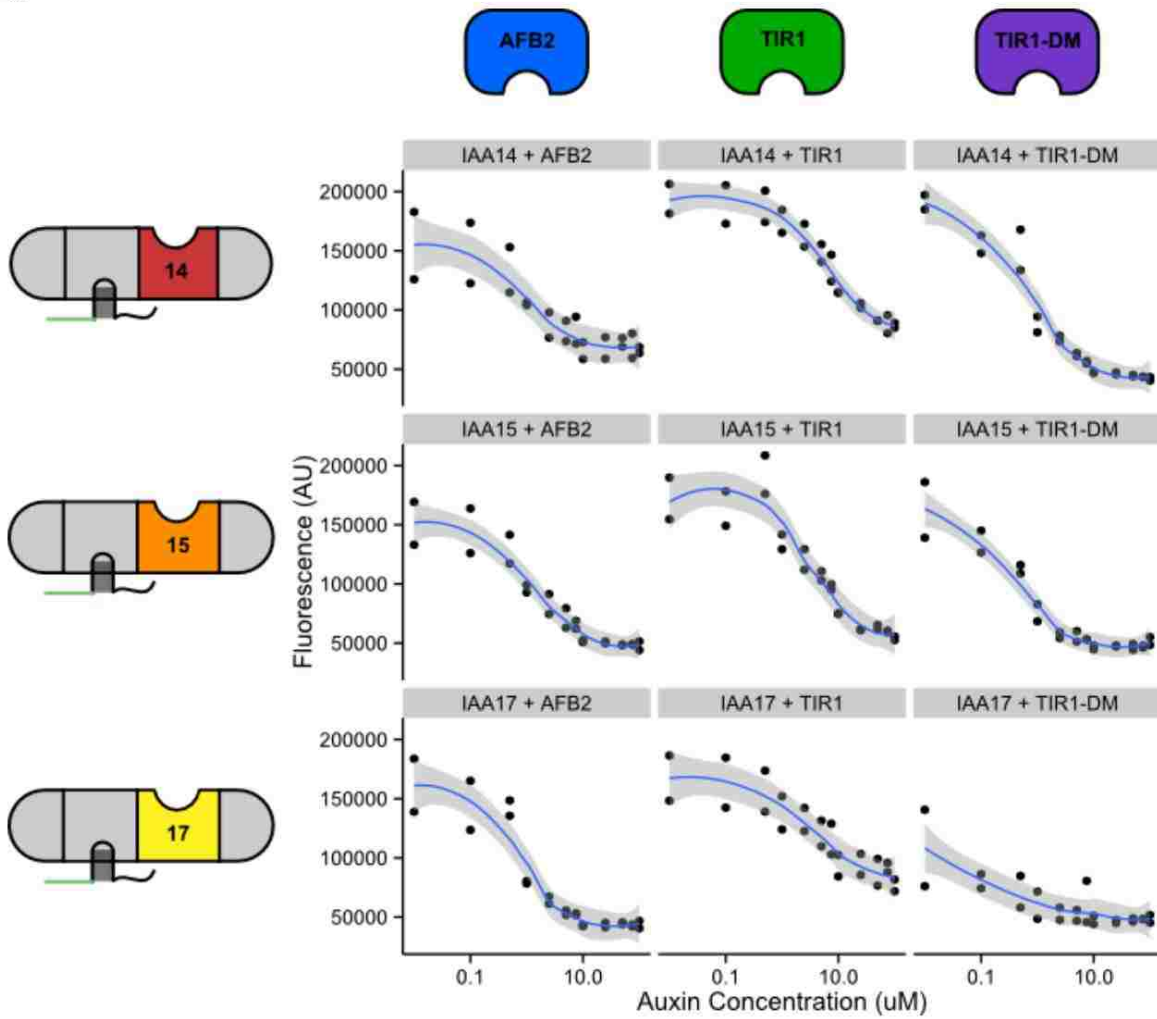 AFB2 TIR1 TIR1-DM
IAA14 + AFB2 IAA14 + TIR1 IAA14 + TIR1-DM
200000
150000
100000
50000
14
IAA15 + AFB2 IAA15 + TIR1 IAA15 + TIR1-DM
200000
150000
100000
50000
15
Fluorescence (AU)
IAA17 + AFB2 IAA17 + TIR1 IAA17 + TIR1-DM
200000
150000
100000
50000
17
0.1 10.0 0.1 10.0 0.1 10.0
Auxin Concentration (uM)